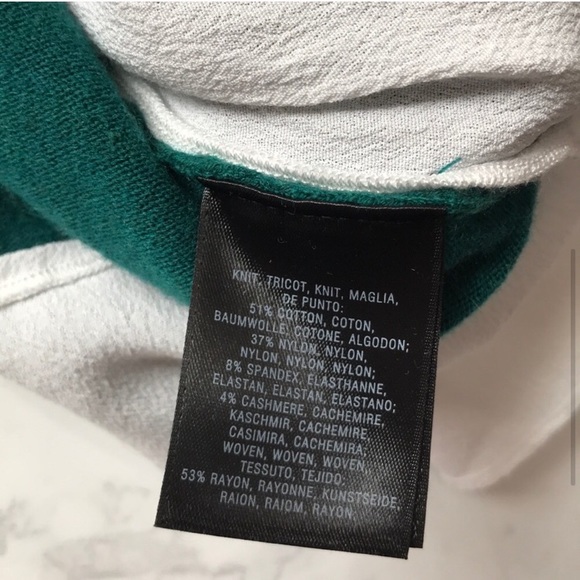 KNIT, TRICOT, KNIT, MAGLIA,
DE PUNTO:
51% COTTON, COTON,
BAUMWOLLE, COTONE, ALGODON;
37% NYLON, NYLON,
NYLON, NYLON, NYLON;
8% SPANDEX, ELASTHANNE,
ELASTAN, ELASTAN, ELASTANO;
4% CASHMERE, CACHEMIRE,
KASCHMIR, CACHEMIRE,
CASIMIRA, CACHEMIRA;
WOVEN, WOVEN, WOVEN,
TESSUTO, TEJIDO:
53% RAYON, RAYONNE, KUNSTSEIDE,
RAION, RAIOM, RAYON,